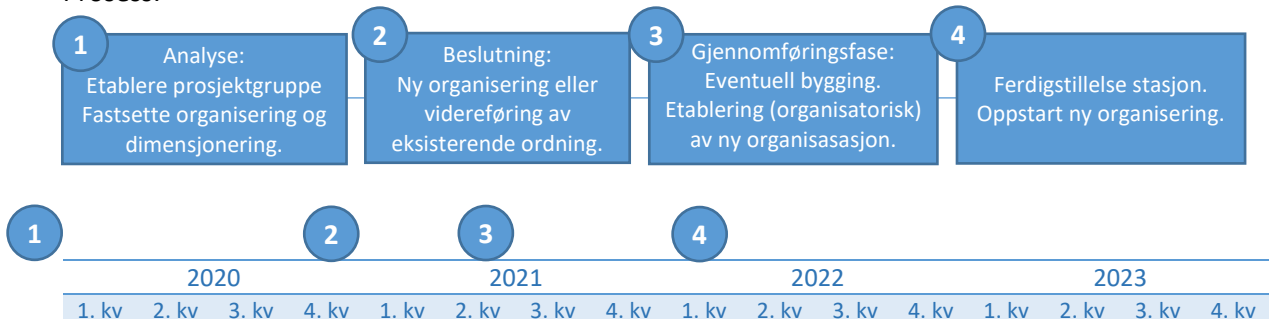 1
Analyse:
Etablere prosjektgruppe
Fastsette organisering og
dimensjonering.
2
Beslutning:
Ny organisering eller
videreføring av
eksisterende ordning.
3
Gjennomføringsfase:
Eventuell bygging.
Etablering (organisatorisk)
av ny organisasasjon.
4
Ferdigstillelse stasjon.
Oppstart ny organisering.
1 2 3 4
2020 2021 2022 2023
1. kv 2. kv 3. kv 4. kv 1. kv 2. kv 3. kv 4. kv 1. kv 2. kv 3. kv 4. kv 1. kv 2. kv 3. kv 4. kv